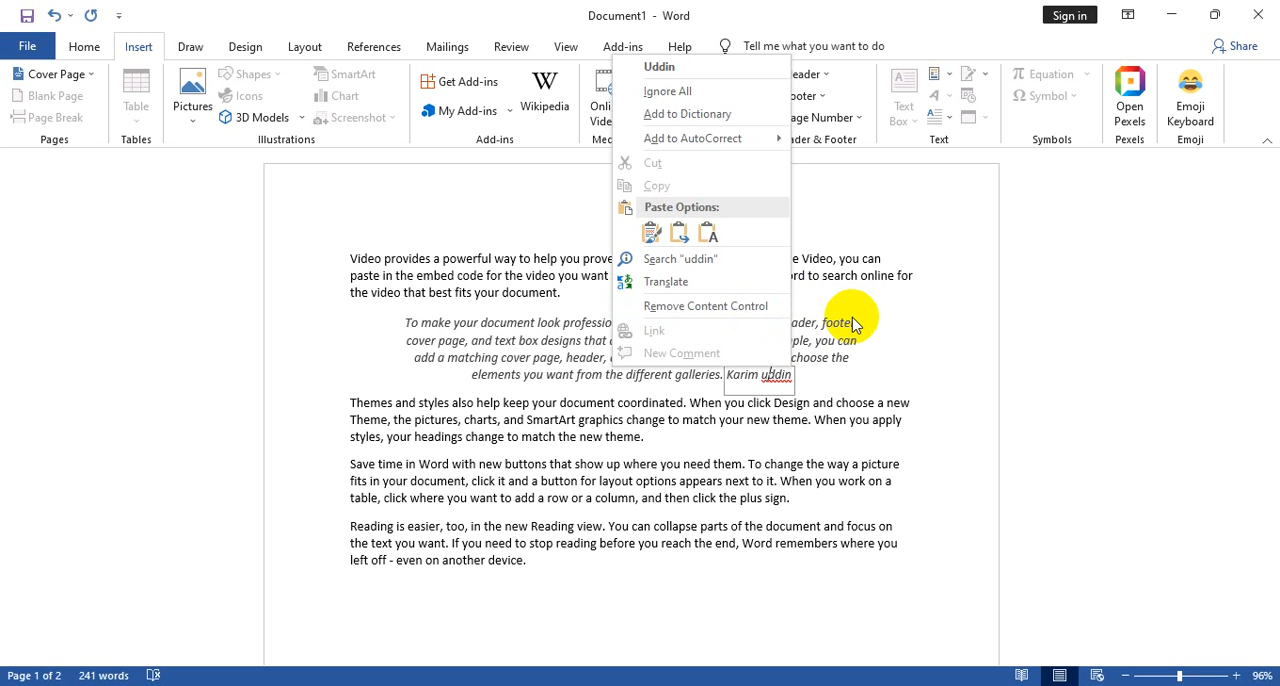 Document1 - Word
Sign in
File Home Insert Draw Design Layout References Mailings Review View Add-ins Help Tell me what you want to do Share
Cover Page
Blank Page
Page Break
Pages
Table
Tables
Pictures
Shapes
Icons
3D Models
SmartArt
Chart
Screenshot
Illustrations
Get Add-ins
My Add-ins
Wikipedia
Add-ins
Onli
Vide
Mec
eader
ooter
age Number
der & Footer
Text
Box
Text
Equation
Symbol
Symbols
Open
Pexels
Pexels
Emoji
Keyboard
Emoji
Uddin
Ignore All
Add to Dictionary
Add to AutoCorrect
Cut
Copy
Paste Options:
Search "uddin"
Translate
Remove Content Control
Link
New Comment
Video provides a powerful way to help you prove e Video, you can
paste in the embed code for the video you want rd to search online for
the video that best fits your document.
To make your document look professio ader, footer,
cover page, and text box designs that ple, you can
add a matching cover page, header, choose the
elements you want from the different galleries. Karim uddin
Themes and styles also help keep your document coordinated. When you click Design and choose a new
Theme, the pictures, charts, and SmartArt graphics change to match your new theme. When you apply
styles, your headings change to match the new theme.
Save time in Word with new buttons that show up where you need them. To change the way a picture
fits in your document, click it and a button for layout options appears next to it. When you work on a
table, click where you want to add a row or a column, and then click the plus sign.
Reading is easier, too, in the new Reading view. You can collapse parts of the document and focus on
the text you want. If you need to stop reading before you reach the end, Word remembers where you
left off - even on another device.
Page 1 of 2 241 words 96%